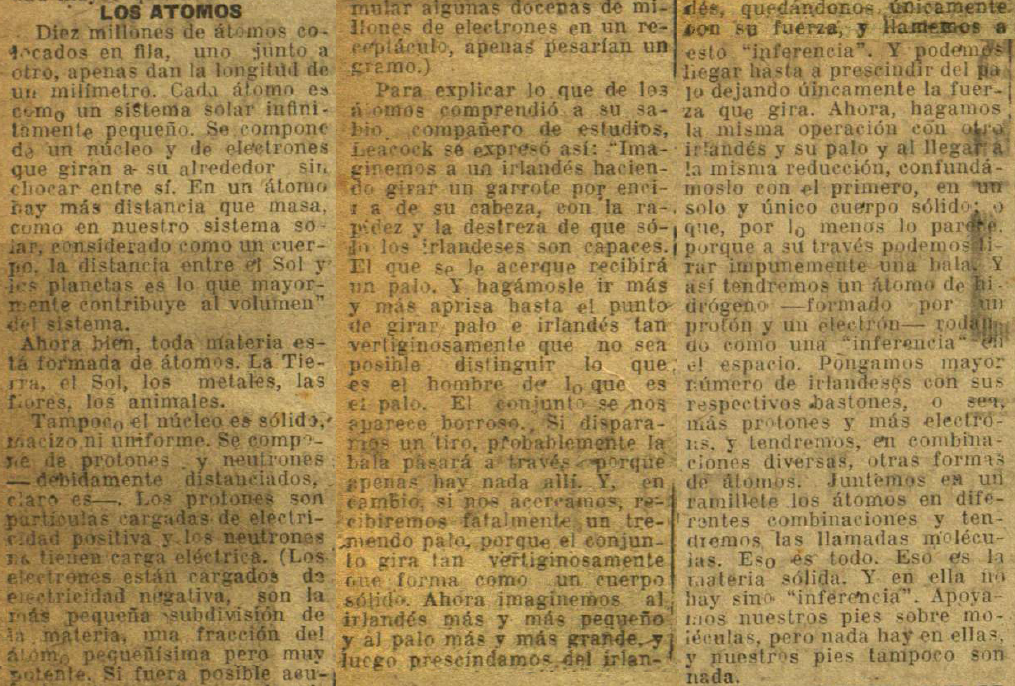 LOS ATOMOS
Diez millones de átomos co-
locados en fila, uno junto a
otro, apenas dan la longitud de
un milímetro. Cada átomo es
como un sistema solar infini-
tamente pequeño. Se compone
de un núcleo y de electrones
que giran a su alrededor sin
chocar entre sí. En un átomo
hay más distancia que masa,
como en nuestro sistema so-
lar, considerado como un cuer-
po, la distancia entre el Sol y
los planetas es lo que mayor-
mente contribuye al volumen"
del sistema.
Ahora bien, toda materia es-
tá formada de átomos. La Tie-
rra, el Sol, los metales, las
flores, los animales.
Tampoco el núcleo es sólido,
macizo ni uniforme. Se compo-
ne de protones y neutrones
—debidamente distanciados,
claro es—. Los protones son
partículas cargadas de electri-
cidad positiva y los neutrones
no tienen carga eléctrica. (Los
electrones están cargados de
electricidad negativa, son la
más pequeña subdivisión de
la materia, una fracción del
átomo pequeñísima pero muy
potente. Si fuera posible acu-
mular algunas docenas de mi-
llones de electrones en un re-
ceptáculo, apenas pesarían un
gramo.)
Para explicar lo que de los
átomos comprendió a su sa-
bio compañero de estudios,
Leacock se expresó así: "Ima-
ginemos a un irlandés hacien-
do girar un garrote por enci-
ma de su cabeza, con la ra-
pidez y la destreza de que só-
lo los irlandeses son capaces.
El que se le acerque recibirá
un palo. Y hagámosle ir más
y más aprisa hasta el punto
de girar palo e irlandés tan
vertiginosamente que no sea
posible distinguir lo que
es el hombre de lo que es
el palo. El conjunto se nos
aparece borroso. Si dispara-
mos un tiro, probablemente la
bala pasará a través porque
apenas hay nada allí. Y, en
cambio, si nos acercamos, re-
cibiremos fatalmente un tre-
mendo palo, porque el conjun-
to gira tan vertiginosamente
que forma como un cuerpo
sólido. Ahora imaginemos al
irlandés más y más pequeño
y al palo más y más grande, y
luego prescindamos del irlan-
dés, quedándonos únicamente
con su fuerza, y llamemos a
esto "inferencia". Y podemos
llegar hasta a prescindir del pa
lo dejando úincamente la fuer-
za que gira. Ahora, hagamos
la misma operación con otro
irlandés y su palo y al llegar a
la misma reducción, confundá-
moslo con el primero, en un
solo y único cuerpo sólido; o
que, por lo menos lo parece,
porque a su través podemos ti-
rar impunemente una bala. Y
así tendremos un átomo de hi-
drógeno —formado por un
protón y un electrón— rodan-
do como una "inferencia" en
el espacio. Pongamos mayor
número de irlandeses con sus
respectivos bastones, o sea,
más protones y más electro-
ns, y tendremos, en combina-
ciones diversas, otras formas
de átomos. Juntemos en un
ramillete los átomos en dife-
rentes combinaciones y ten-
dremos las llamadas molécu-
las. Eso es todo. Eso es la
materia sólida. Y en ella no
hay sino "inferencia". Apoya-
mos nuestros pies sobre mo-
léculas, pero nada hay en ellas,
y nuestros pies tampoco son
nada.